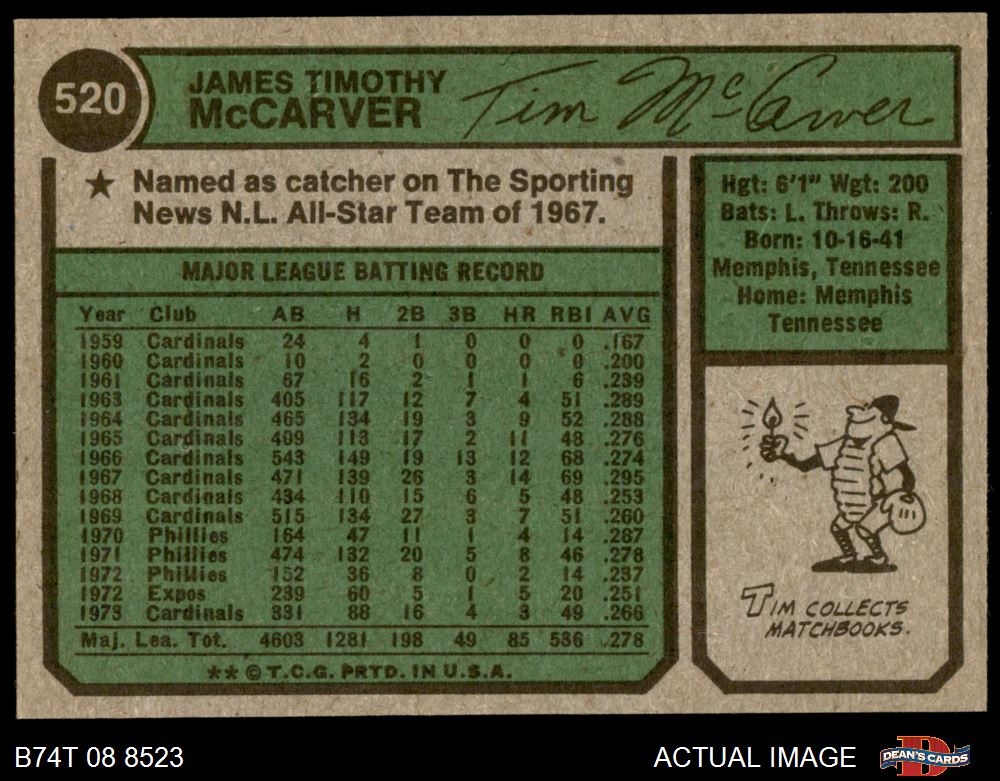 520
JAMES TIMOTHY
McCARVER
Tim McCarver
★ Named as catcher on The Sporting
News N.L. All-Star Team of 1967.
MAJOR LEAGUE BATTING RECORD
Year Club AB H 2B 3B HR RBI AVG
1959 Cardinals 24 4 1 0 0 0 .167
1960 Cardinals 10 2 0 0 0 0 .200
1961 Cardinals 67 16 2 1 1 6 .239
1963 Cardinals 405 117 12 7 4 51 .289
1964 Cardinals 465 134 19 3 9 52 .288
1965 Cardinals 409 113 17 2 11 48 .276
1966 Cardinals 543 149 19 13 12 68 .274
1967 Cardinals 471 139 26 3 14 69 .295
1968 Cardinals 434 110 15 6 5 48 .253
1969 Cardinals 515 134 27 3 7 51 .260
1970 Phillies 164 47 11 1 4 14 .287
1971 Phillies 474 132 20 5 8 46 .278
1972 Phillies 152 36 8 0 2 14 .237
1972 Expos 239 60 5 1 5 20 .251
1973 Cardinals 331 88 16 4 3 49 .266
Maj. Lea. Tot. 4603 1281 198 49 85 536 .278
** © T.C.G. PRTD. IN U.S.A.
Hgt: 6'1" Wgt: 200
Bats: L. Throws: R.
Born: 10-16-41
Memphis, Tennessee
Home: Memphis
Tennessee
TIM COLLECTS
MATCHBOOKS.
B74T 08 8523
ACTUAL IMAGE
DEAN'S CARDS